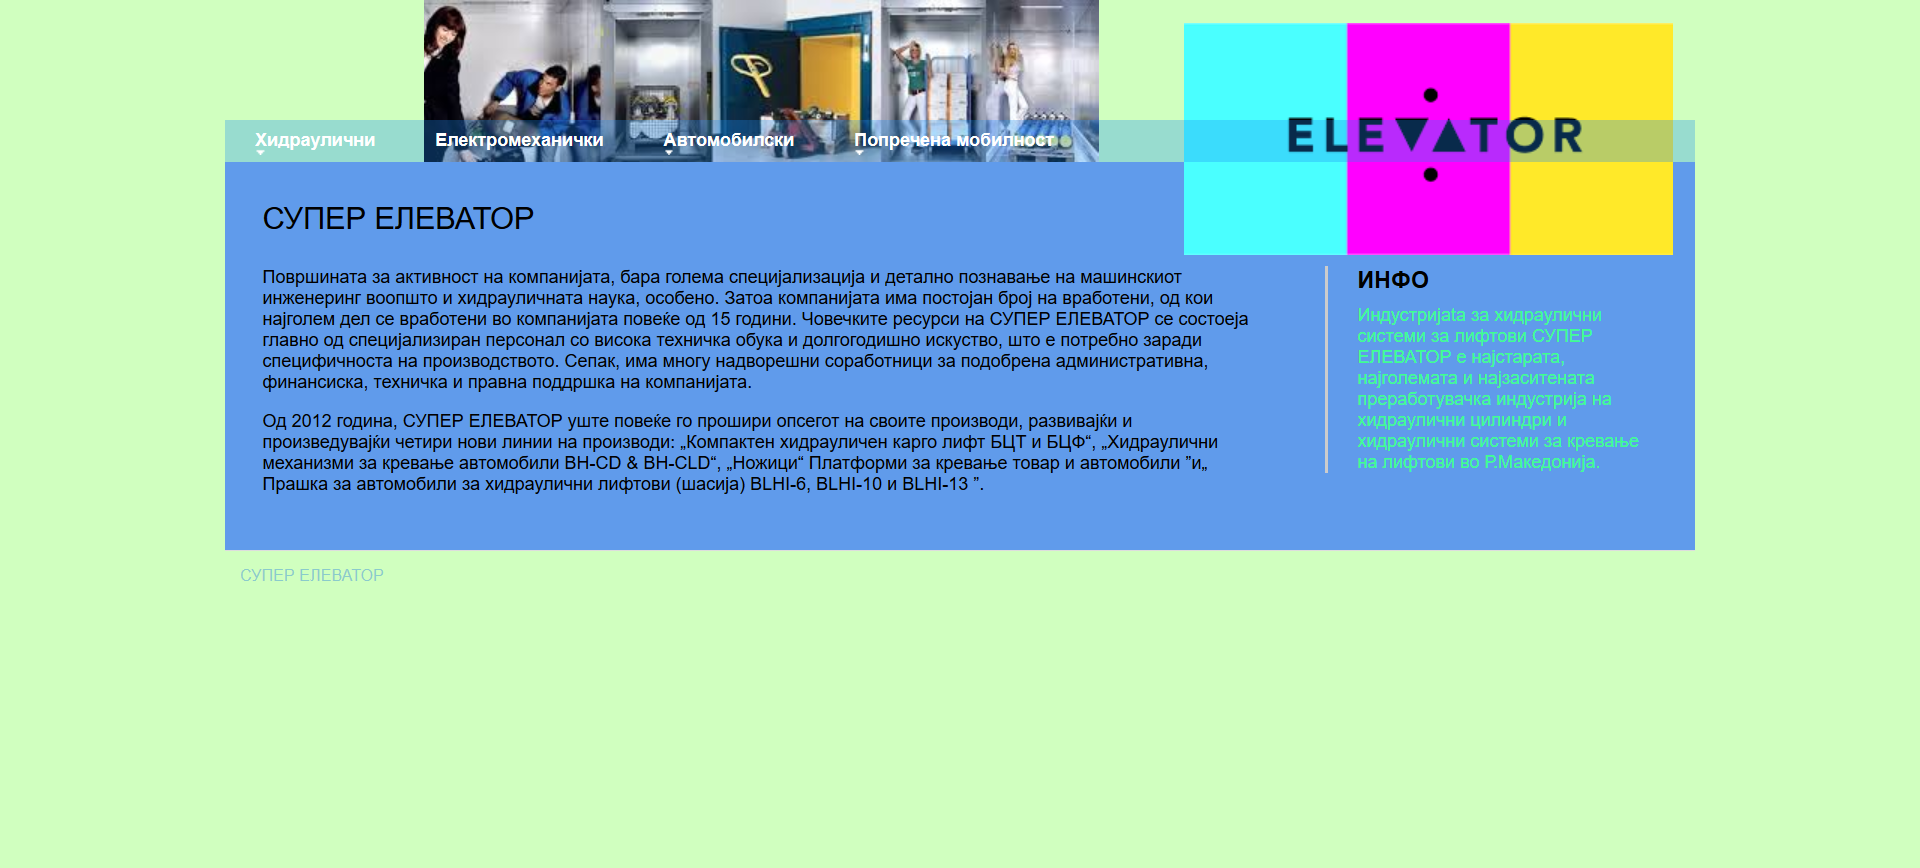 Хидраулични
Електромеханички
Автомобилски
Попречена мобилност
ELEVATOR
СУПЕР ЕЛЕВАТОР
Површината за активност на компанијата, бара голема специјализација и детално познавање на машинскиот
инженеринг воопшто и хидрауличната наука, особено. Затоа компанијата има постојан број на вработени, од кои
најголем дел се вработени во компанијата повеќе од 15 години. Човечките ресурси на СУПЕР ЕЛЕВАТОР се состоеја
главно од специјализиран персонал со висока техничка обука и долгогодишно искуство, што е потребно заради
специфичноста на производството. Сепак, има многу надворешни соработници за подобрена административна,
финансиска, техничка и правна поддршка на компанијата.
Од 2012 година, СУПЕР ЕЛЕВАТОР уште повеќе го прошири опсегот на своите производи, развивајќи и
произведувајќи четири нови линии на производи: „Компактен хидрауличен карго лифт БЦТ и БЦФ“, „Хидраулични
механизми за кревање автомобили BH-CD & BH-CLD“, „Ножици“ Платформи за кревање товар и автомобили ”и„
Прашка за автомобили за хидраулични лифтови (шасија) BLHI-6, BLHI-10 и BLHI-13 ”.
ИНФО
Индустријата за хидраулични
системи за лифтови СУПЕР
ЕЛЕВАТОР е најстарата,
најголемата и најзаситената
преработувачка индустрија на
хидраулични цилиндри и
хидраулични системи за кревање
на лифтови во Р.Македонија.
СУПЕР ЕЛЕВАТОР